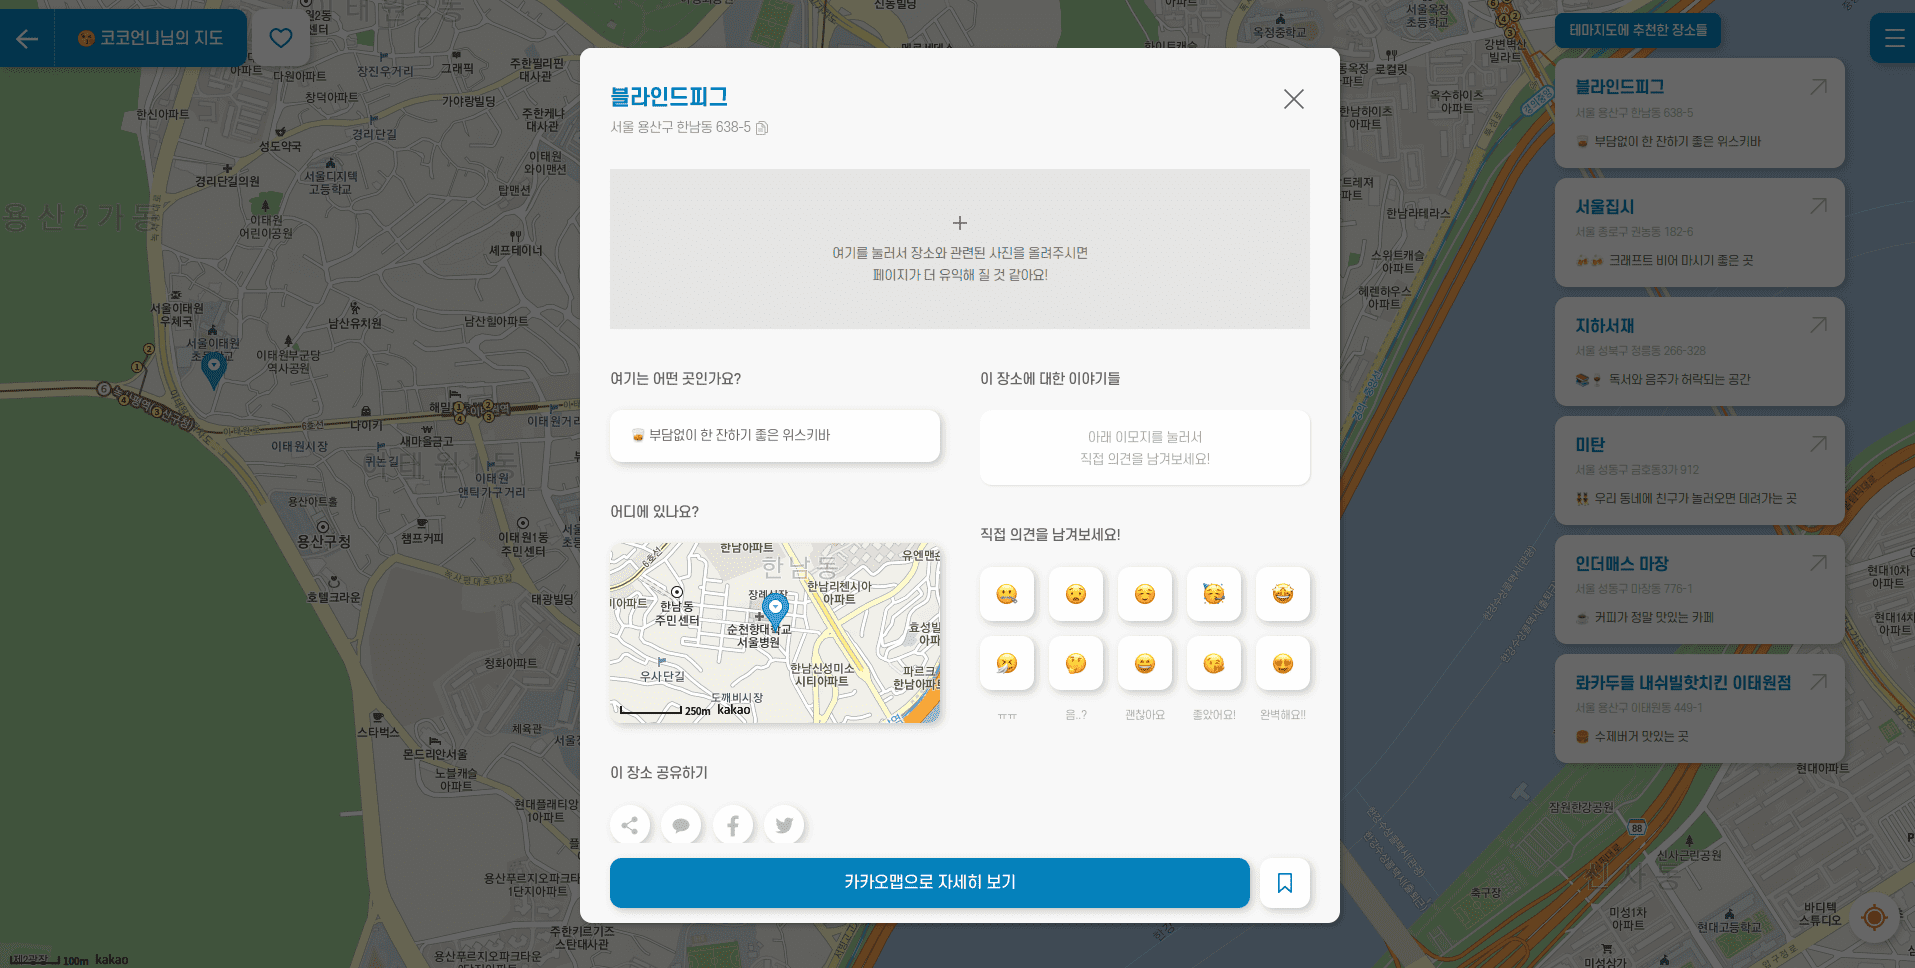 코코언니님의 지도
블라인드피그
서울 용산구 한남동 638-5
여기를 눌러서 장소와 관련된 사진을 올려주시면
페이지가 더 유익해 질 것 같아요!
여기는 어떤 곳인가요?
부담없이 한 잔하기 좋은 위스키바
어디에 있나요?
한남아파트
유엔맨션
한남동
한남리첸시아
아파트
한남동
주민센터
순천향대학교
서울병원
한남신성미소
시티아파트
우사단길
도깨비시장
파르크
한남아파트
250m kakao
이 장소 공유하기
이 장소에 대한 이야기들
아래 이모지를 눌러서
직접 의견을 남겨보세요!
직접 의견을 남겨보세요!
ㅠㅠ
음..?
괜찮아요
좋았어요!
완벽해요!!
카카오맵으로 자세히 보기
테마지도에 추천한 장소들
블라인드피그
서울 용산구 한남동 638-5
부담없이 한 잔하기 좋은 위스키바
서울집시
서울 종로구 권농동 182-6
크래프트 비어 마시기 좋은 곳
지하서재
서울 성북구 정릉동 266-328
독서와 음주가 허락되는 공간
미탄
서울 성동구 금호동3가 912
우리 동네에 친구가 놀러오면 데려가는 곳
인더매스 마장
서울 성동구 마장동 776-1
커피가 정말 맛있는 카페
롸카두들 내쉬빌핫치킨 이태원점
서울 용산구 이태원동 449-1
수제버거 맛있는 곳
장진우거리
그래픽
주한필리핀
대사관
다원아파트
창덕아파트
가야랑빌딩
한신아파트
경리단길
주한케냐
대사관
성도약국
이태원
와이맨션
경리단길의원
서울디지텍
고등학교
탑맨션
용산2가동
이태원
어린이공원
셰프테이너
서울이태원
우체국
남산유치원
남산힐아파트
이태원부군당
역사공원
나이키
새마을금고
이태원시장
퀴논길
이태원
앤틱가구거리
용산아트홀
용산구청
챔프커피
이태원1동
주민센터
호텔크라운
태광빌딩
청화아파트
스타벅스
몬드리안서울
체육관
노블캐슬
아파트
현대플래티
1아파트
용산푸르지오파크타운
1단지아파트
주한키르기즈
스탄대사관
용산푸르지오파크타운
100m kakao
옥정중학교
강변벽산
빌라트
로컬릿
옥수하이츠
아파트
한남하이츠
아파트
한남라테라스
스위트캐슬
아파트
헤렌하우스
아파트
현대10차
아파트
현대14차
아파트
현대아파트
잠원한강공원
88
신사근린공원
신사동
축구장
미성1차
아파트
현대고등학교
바디텍
스튜디오
미성상가